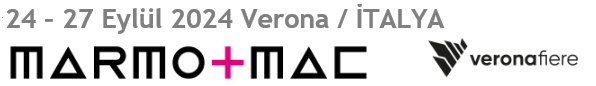 24 – 27 Eylül 2024 Verona / İTALYA
MARMO+MAC veronafiere